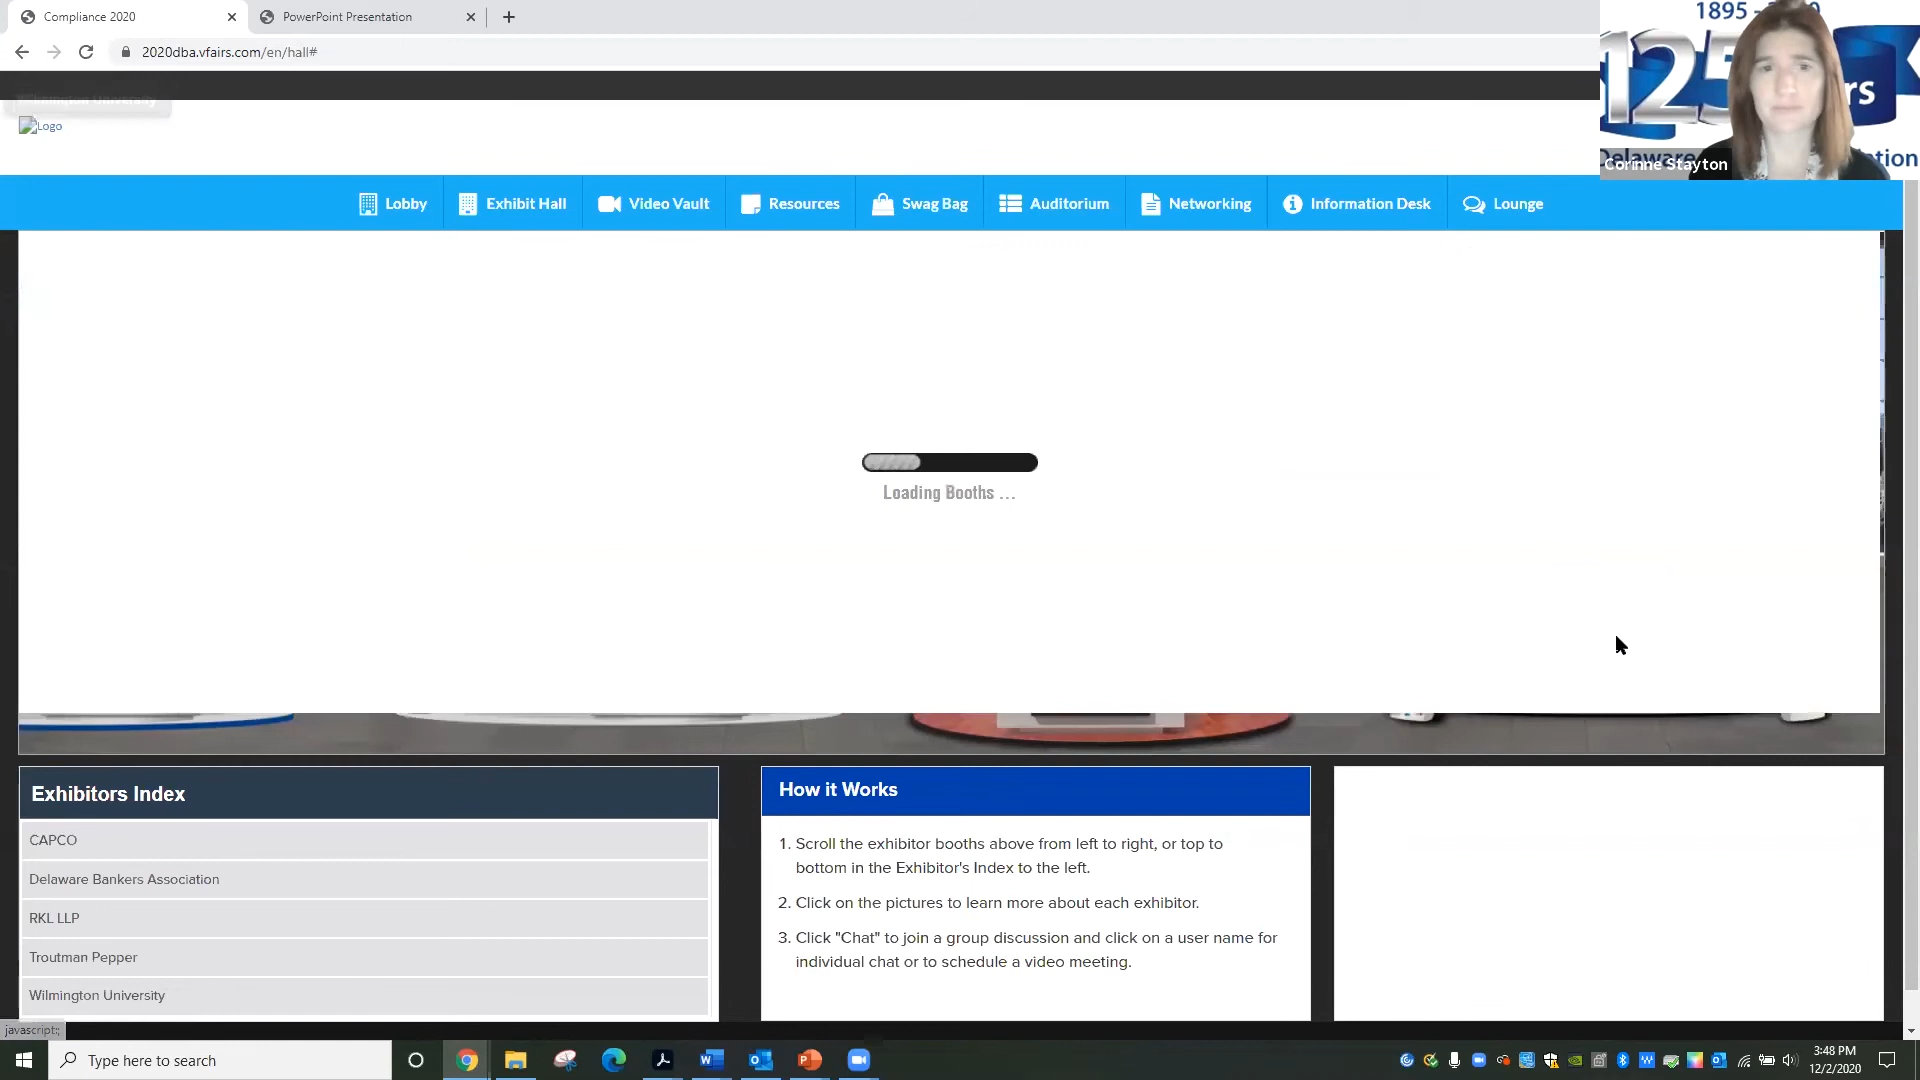 Compliance 2020
PowerPoint Presentation
2020dba.vfairs.com/en/hall#
1895 -
125
rs
Delaware
tion
Corinne Stayton
Logo
Lobby
Exhibit Hall
Video Vault
Resources
Swag Bag
Auditorium
Networking
Information Desk
Lounge
Loading Booths ...
Exhibitors Index
CAPCO
Delaware Bankers Association
RKL LLP
Troutman Pepper
Wilmington University
How it Works
1. Scroll the exhibitor booths above from left to right, or top to
bottom in the Exhibitor's Index to the left.
2. Click on the pictures to learn more about each exhibitor.
3. Click "Chat" to join a group discussion and click on a user name for
individual chat or to schedule a video meeting.
javascript:;
Type here to search
3:48 PM
12/2/2020